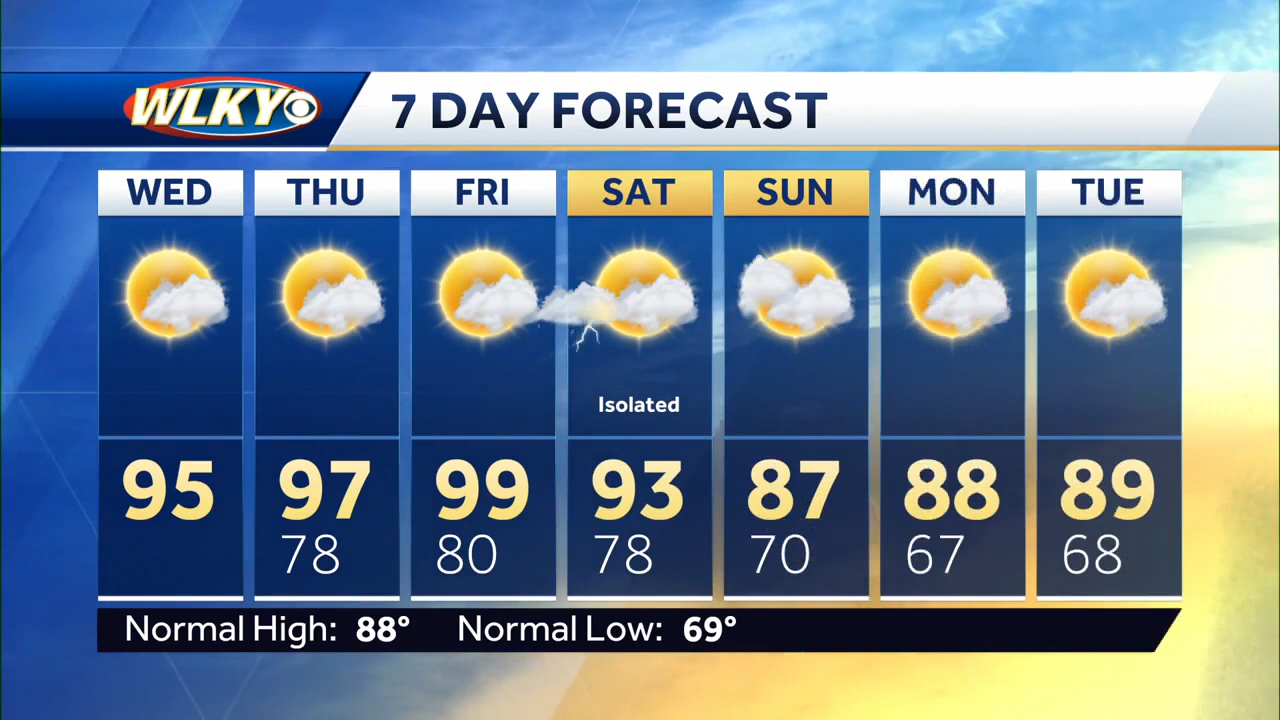 WLKY
7 DAY FORECAST
WED THU FRI SAT SUN MON TUE
Isolated
95 97 99 93 87 88 89
78 80 78 70 67 68
Normal High: 88° Normal Low: 69°